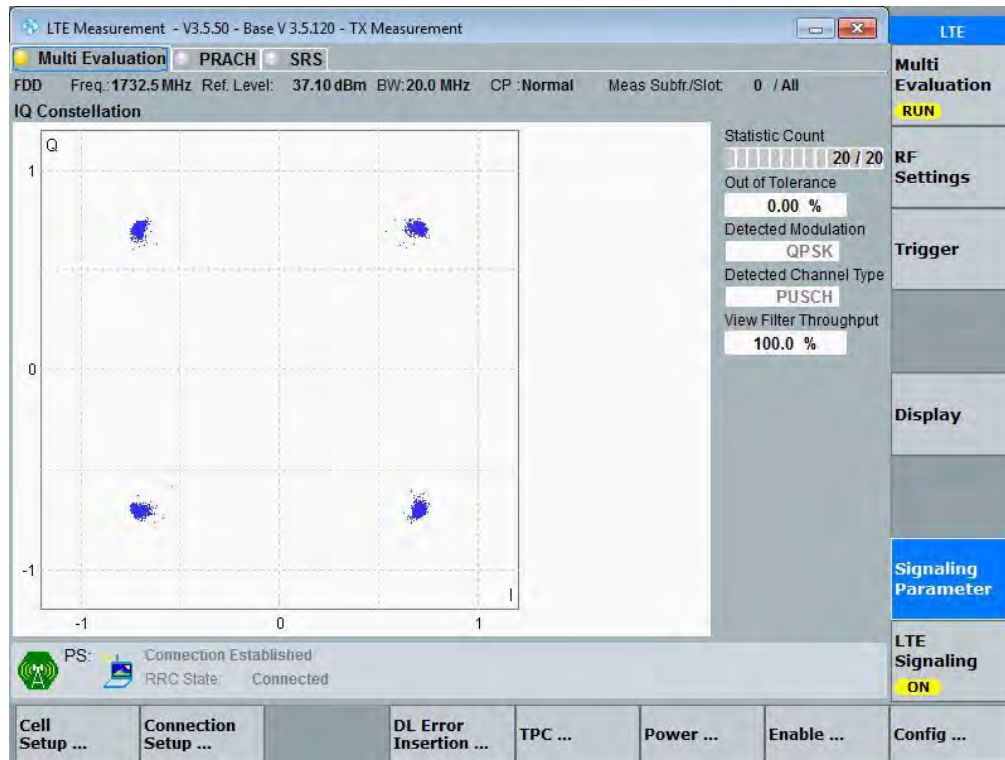 LTE Measurement - V3.5.50 - Base V 3.5.120 - TX Measurement
Multi Evaluation PRACH SRS
FDD Freq.:1732.5 MHz Ref. Level: 37.10 dBm BW:20.0 MHz CP :Normal Meas Subfr./Slot: 0 / All
IQ Constellation
Q
1
0
-1
I
-1 0 1
Statistic Count
20 / 20
Out of Tolerance
0.00 %
Detected Modulation
QPSK
Detected Channel Type
PUSCH
View Filter Throughput
100.0 %
PS: Connection Established
RRC State: Connected
LTE
Multi
Evaluation
RUN
RF
Settings
Trigger
Display
Signaling
Parameter
LTE
Signaling
ON
Cell
Setup ...
Connection
Setup ...
DL Error
Insertion ...
TPC ...
Power ...
Enable ...
Config ...